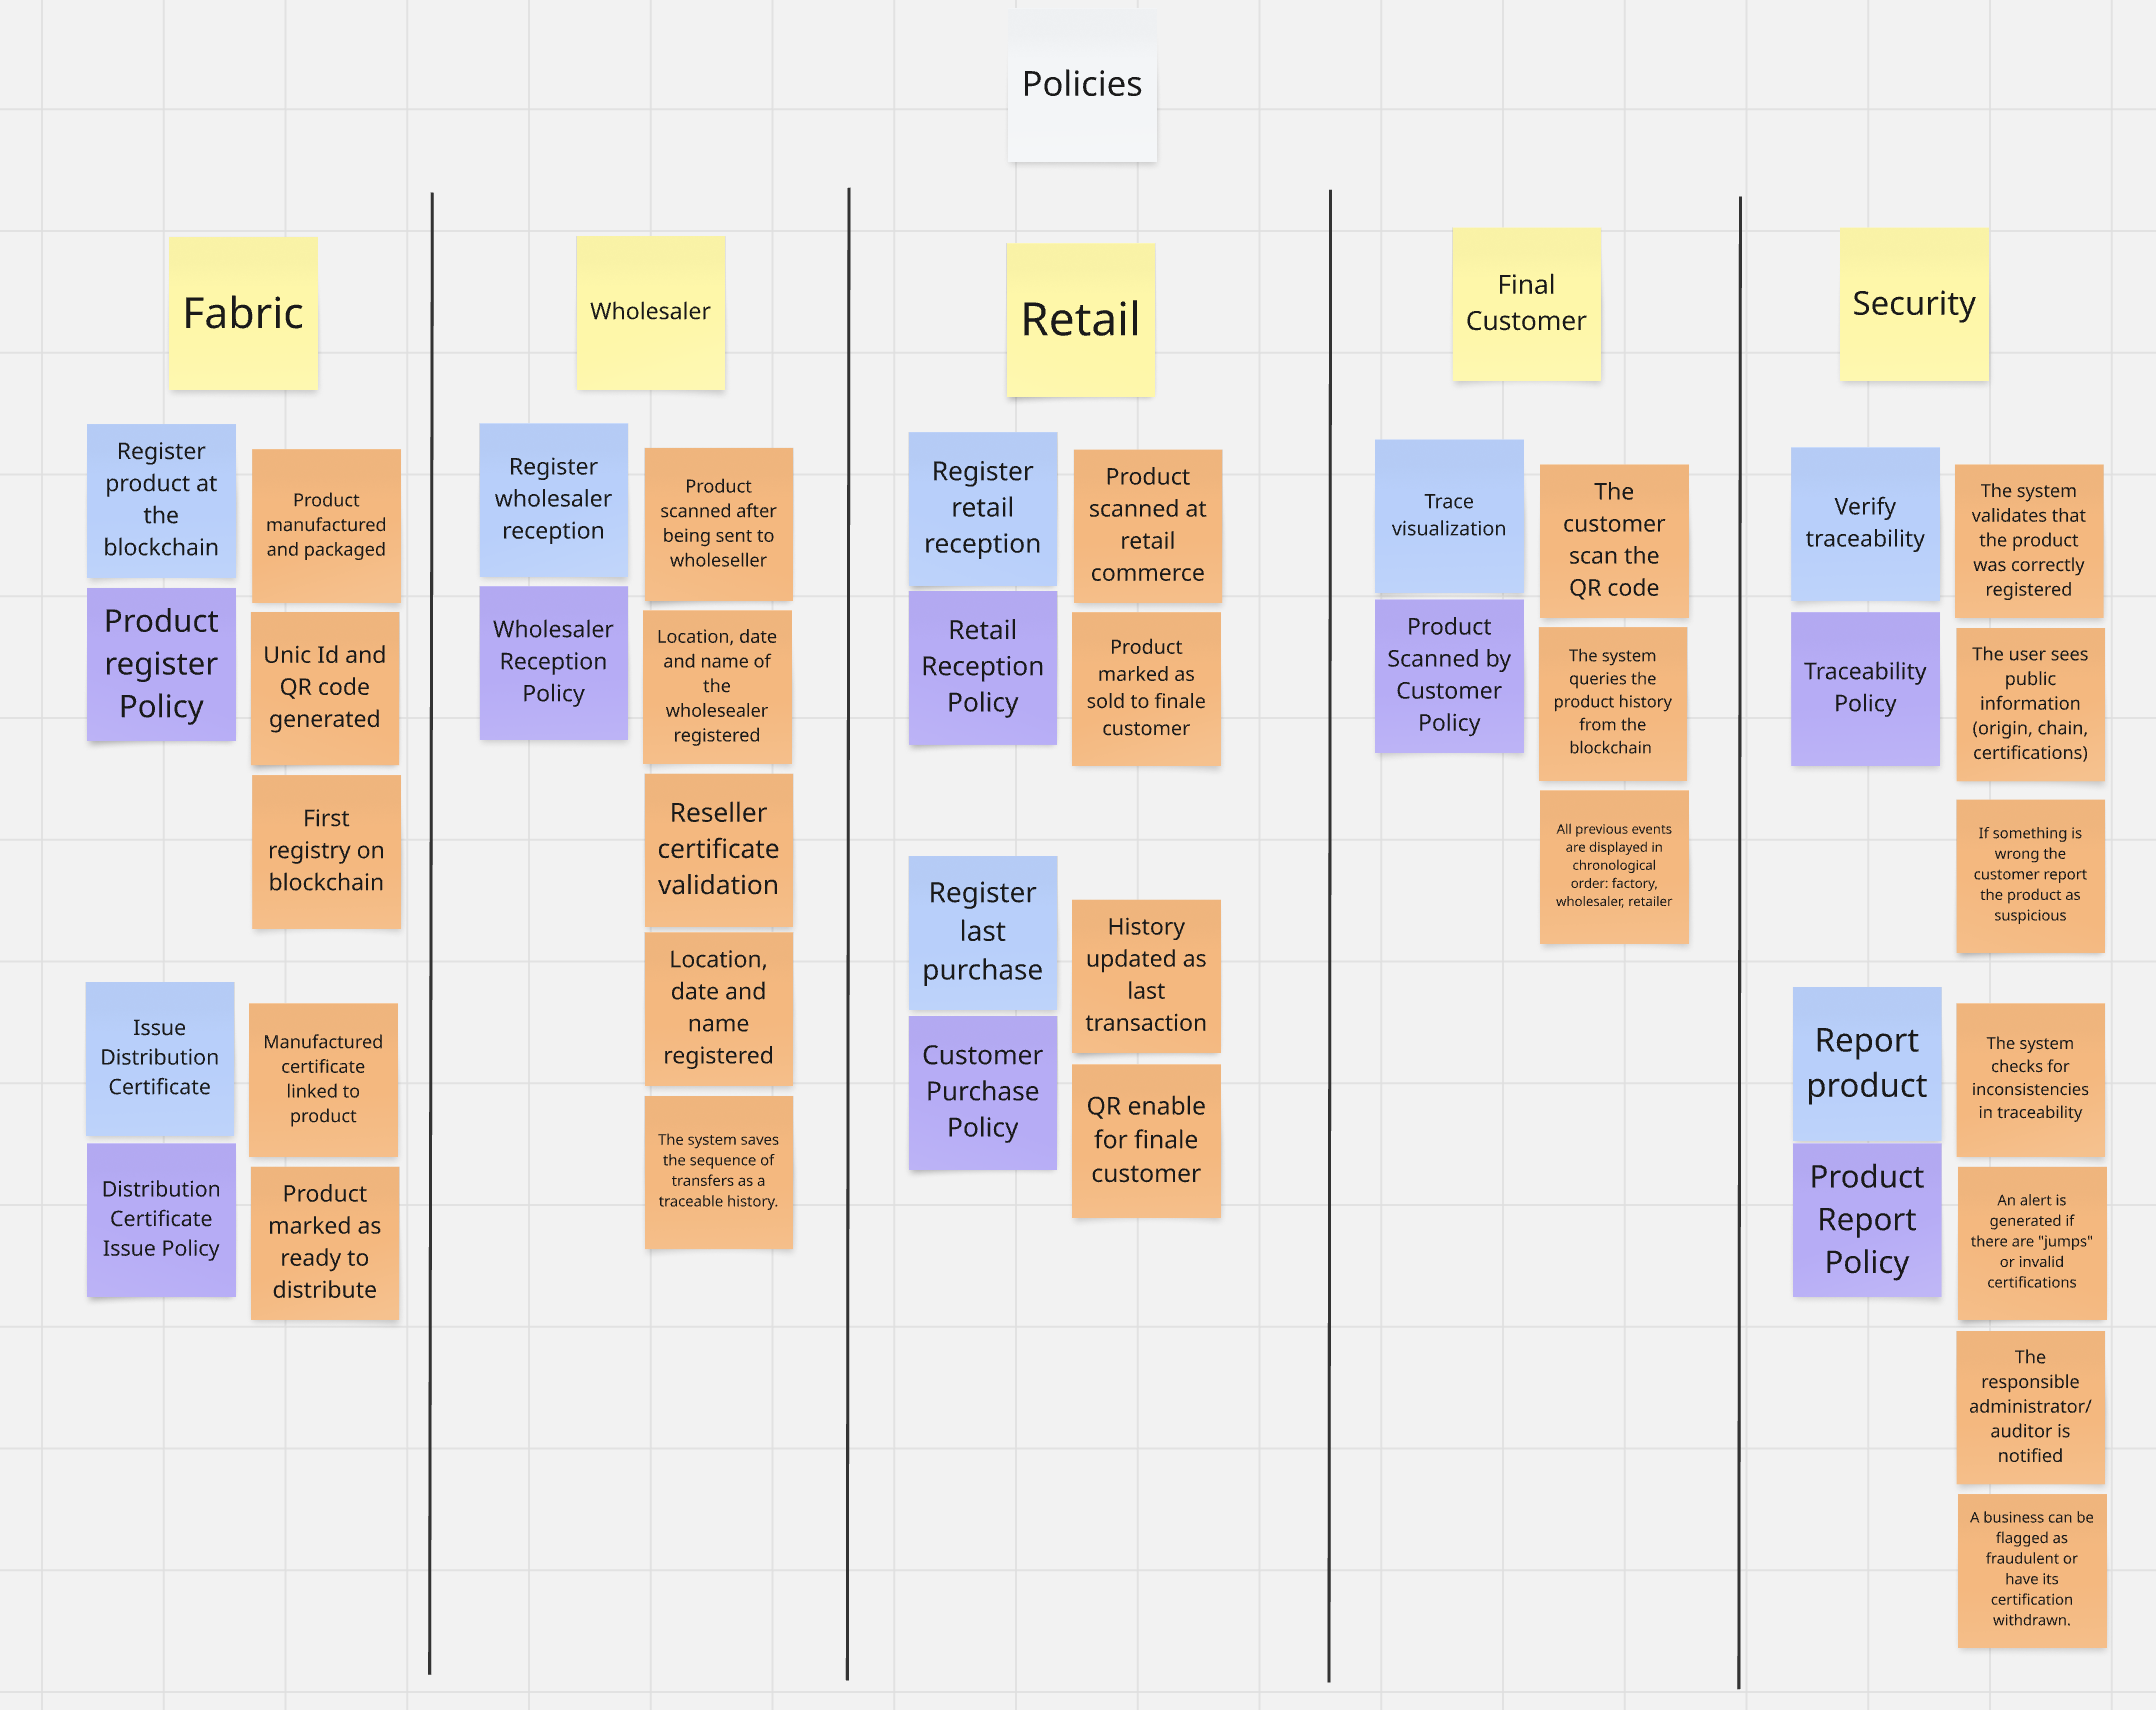 Policies
Fabric
Register
product at
the
blockchain
Product
manufactured
and packaged
Product
register
Policy
Unic Id and
QR code
generated
First
registry on
blockchain
Issue
Distribution
Certificate
Manufactured
certificate
linked to
product
Distribution
Certificate
Issue Policy
Product
marked as
ready to
distribute
Wholesaler
Register
wholesaler
reception
Product
scanned after
being sent to
wholeseller
Wholesaler
Reception
Policy
Location, date
and name of
the
wholesealer
registered
Reseller
certificate
validation
Location,
date and
name
registered
The system saves
the sequence of
transfers as a
traceable history.
Retail
Register
retail
reception
Product
scanned at
retail
commerce
Retail
Reception
Policy
Product
marked as
sold to finale
customer
Register
last
purchase
History
updated as
last
transaction
Customer
Purchase
Policy
QR enable
for finale
customer
Final
Customer
Trace
visualization
The
customer
scan the
QR code
Product
Scanned by
Customer
Policy
The system
queries the
product history
from the
blockchain
All previous events
are displayed in
chronological
order: factory,
wholesaler, retailer
Security
Verify
traceability
The system
validates that
the product
was correctly
registered
Traceability
Policy
The user sees
public
information
(origin, chain,
certifications)
If something is
wrong the
customer report
the product as
suspicious
Report
product
The system
checks for
inconsistencies
in traceability
Product
Report
Policy
An alert is
generated if
there are "jumps"
or invalid
certifications
The
responsible
administrator/
auditor is
notified
A business can be
flagged as
fraudulent or
have its
certification
withdrawn.